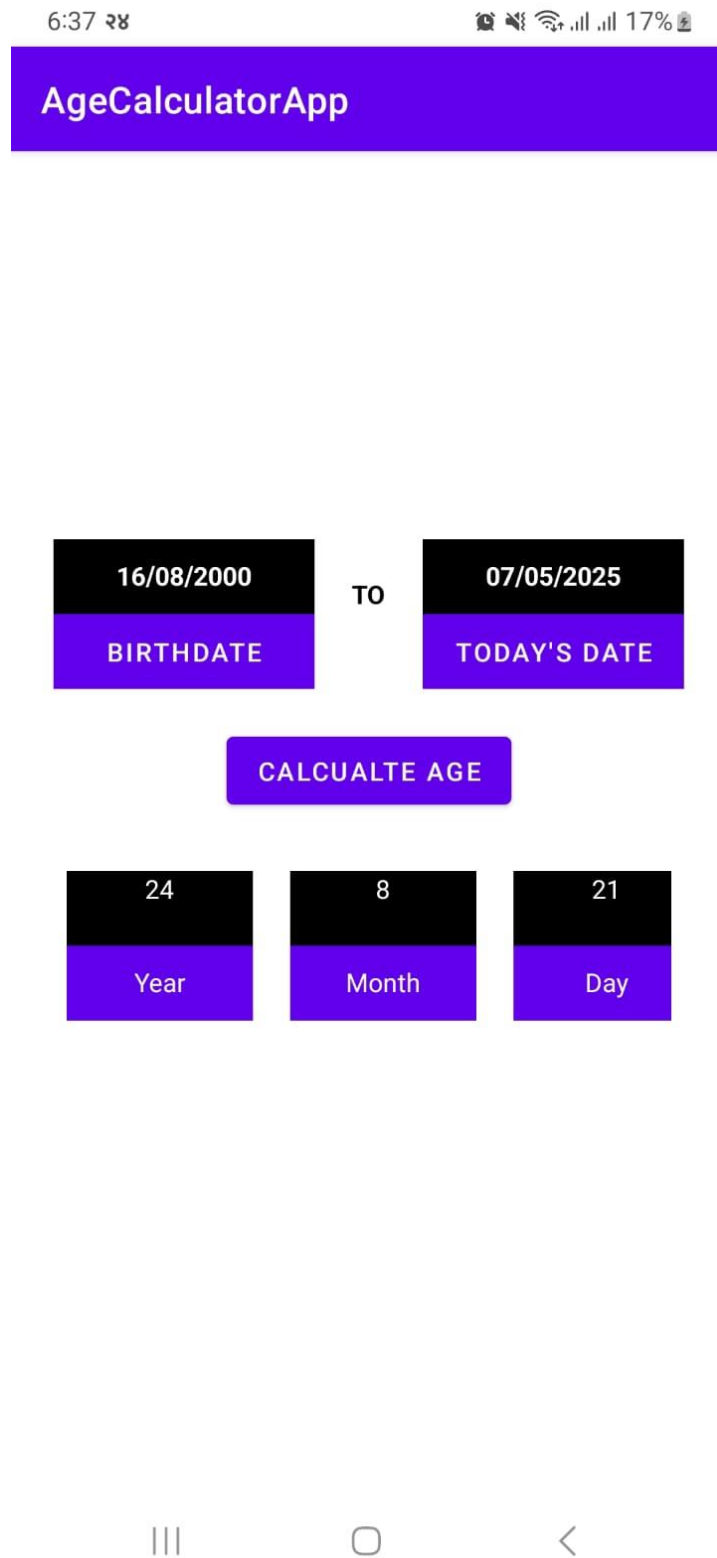 6:37 २४ 17%
AgeCalculatorApp
16/08/2000 TO 07/05/2025
BIRTHDATE TODAY'S DATE
CALCUALTE AGE
24 8 21
Year Month Day